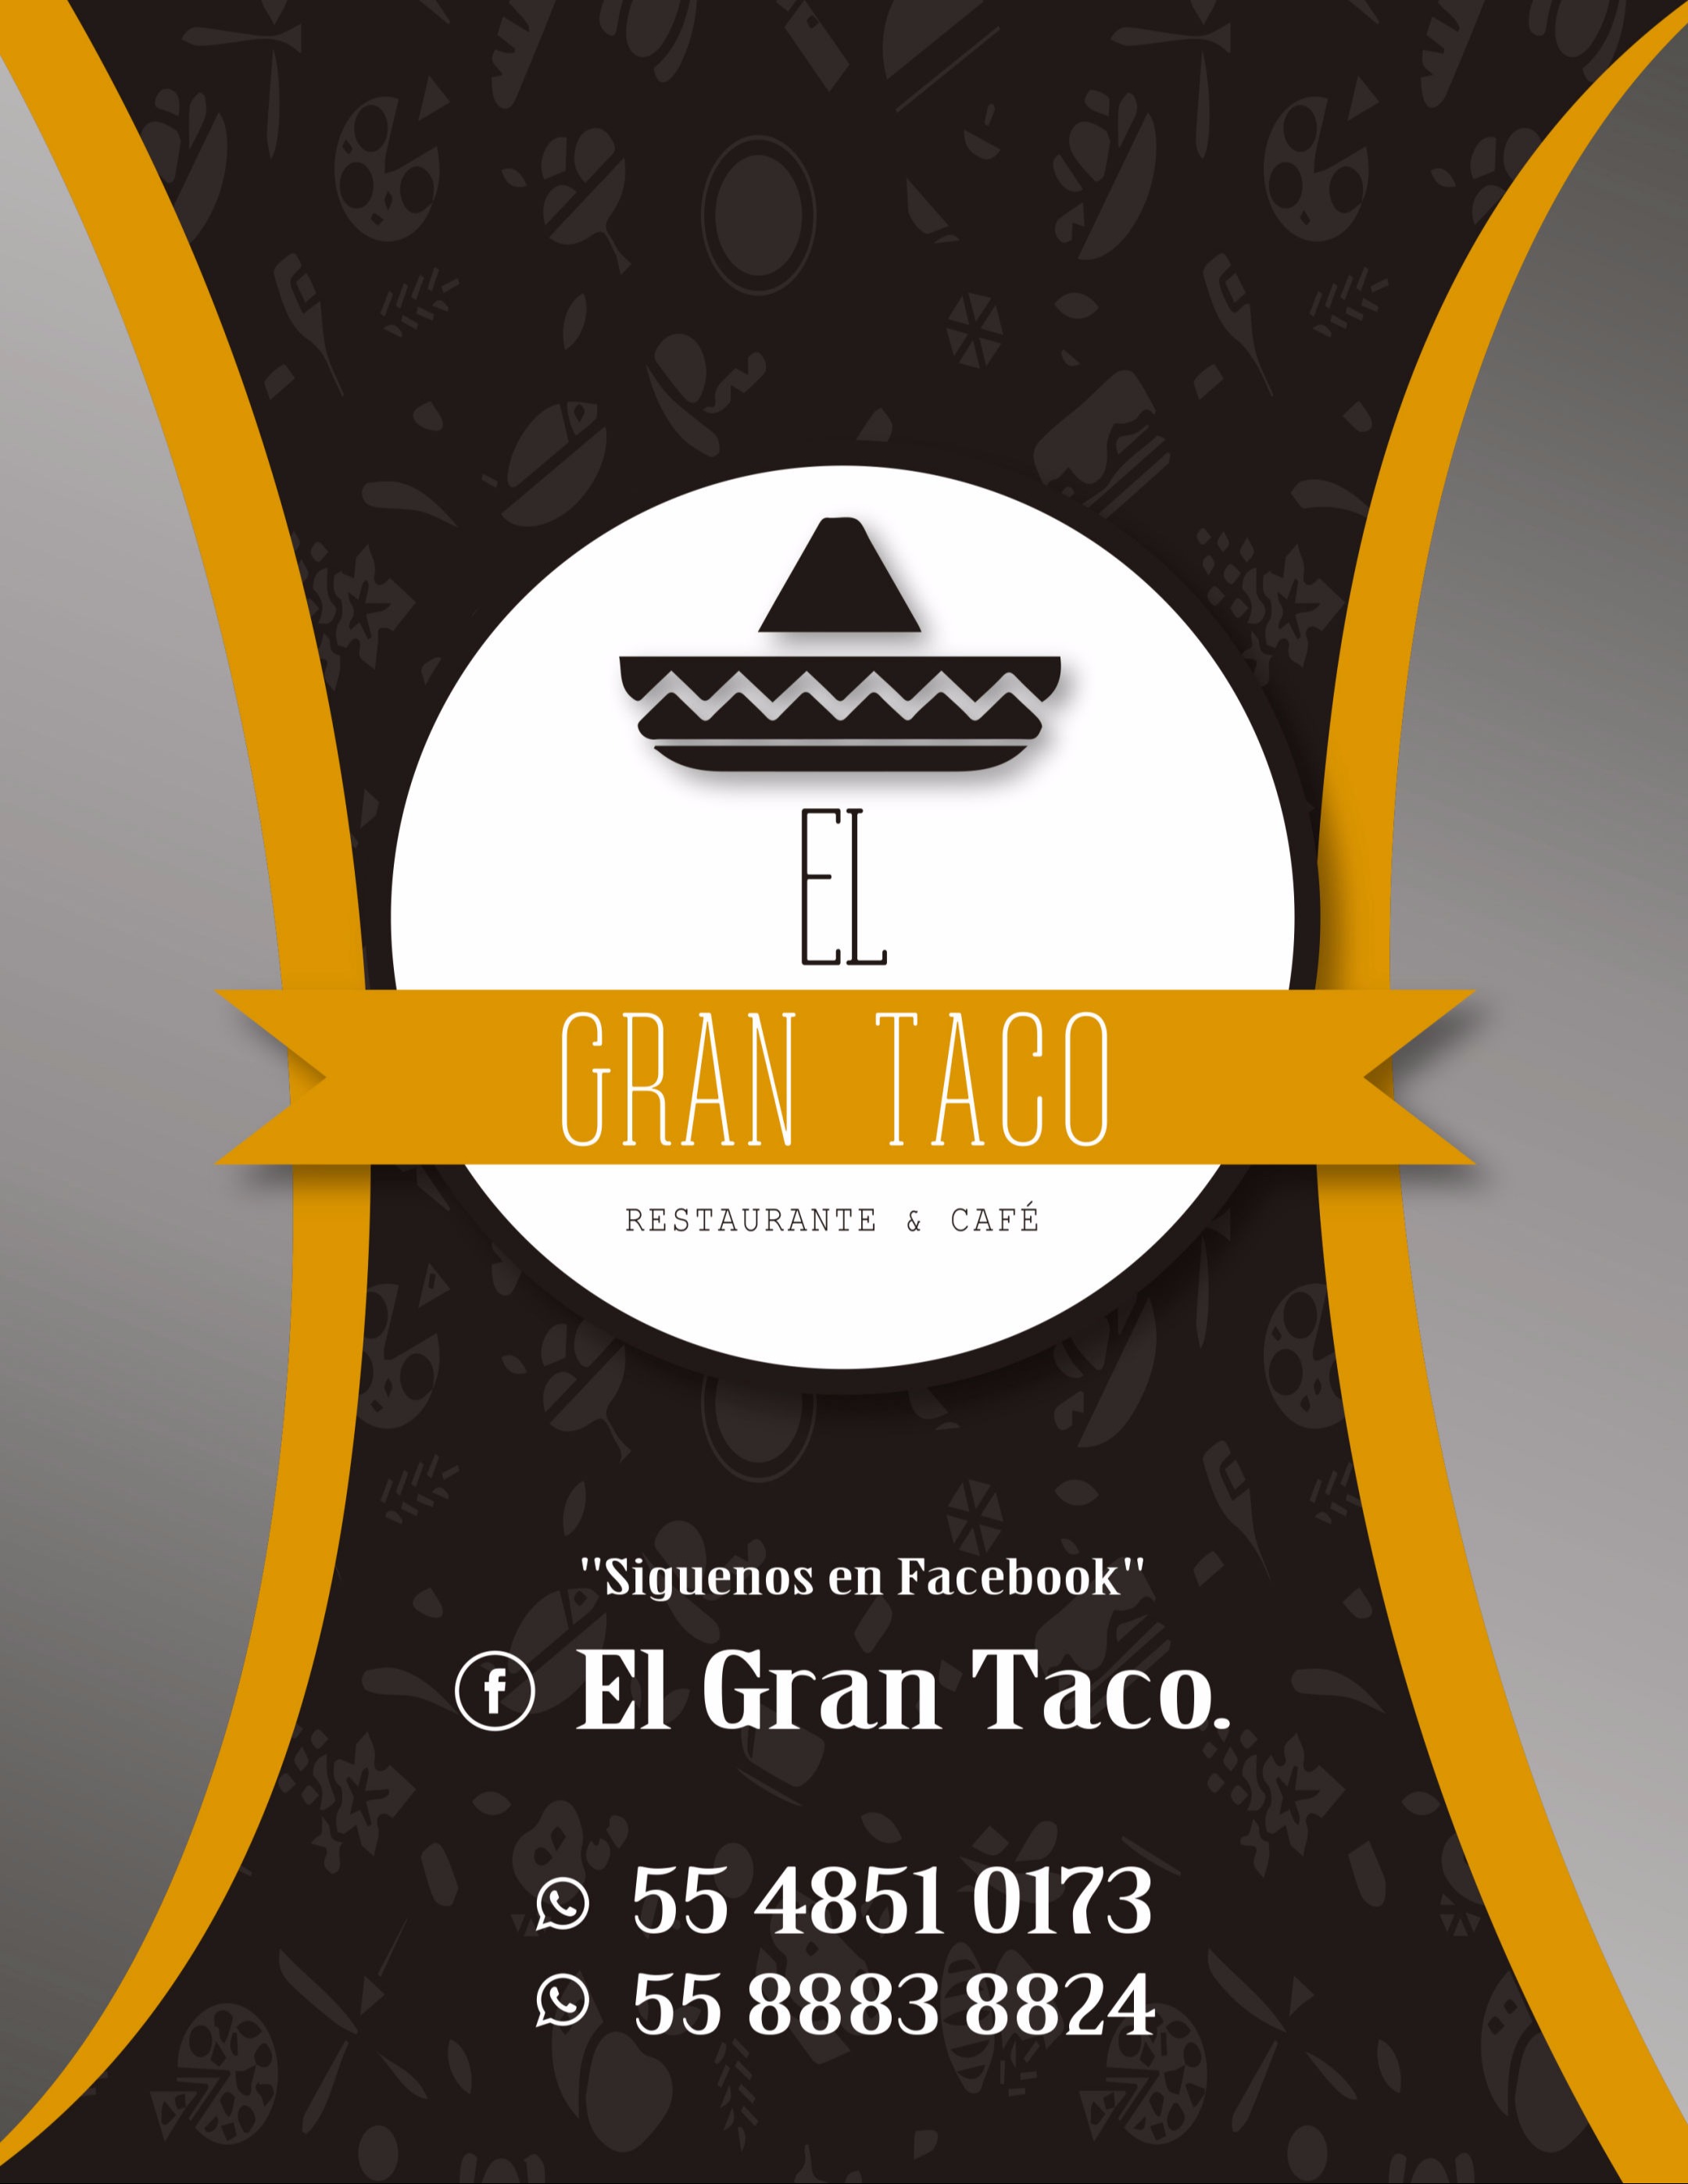 EL
GRAN TACO
RESTAURANTE & CAFÉ
"Siguenos en Facebook"
El Gran Taco.
55 4851 0173
55 8883 8824